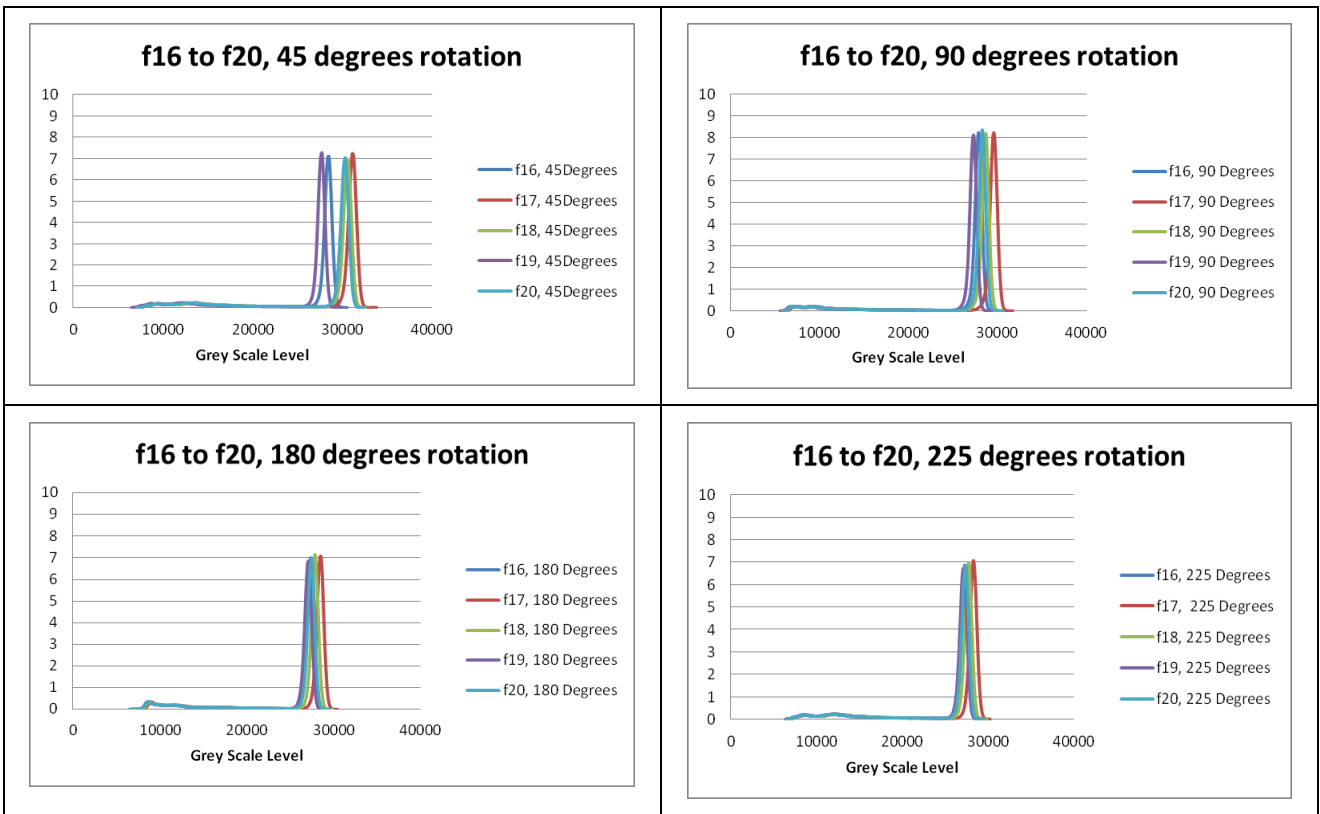 f16 to f20, 45 degrees rotation
10
9
8
7
6
5
4
3
2
1
0
0 10000 20000 30000 40000
Grey Scale Level
f16, 45Degrees
f17, 45Degrees
f18, 45Degrees
f19, 45Degrees
f20, 45Degrees
f16 to f20, 90 degrees rotation
10
9
8
7
6
5
4
3
2
1
0
0 10000 20000 30000 40000
Grey Scale Level
f16, 90 Degrees
f17, 90 Degrees
f18, 90 Degrees
f19, 90 Degrees
f20, 90 Degrees
f16 to f20, 180 degrees rotation
10
9
8
7
6
5
4
3
2
1
0
0 10000 20000 30000 40000
Grey Scale Level
f16, 180 Degrees
f17, 180 Degrees
f18, 180 Degrees
f19, 180 Degrees
f20, 180 Degrees
f16 to f20, 225 degrees rotation
10
9
8
7
6
5
4
3
2
1
0
0 10000 20000 30000 40000
Grey Scale Level
f16, 225 Degrees
f17,  225 Degrees
f18, 225 Degrees
f19, 225 Degrees
f20, 225 Degrees